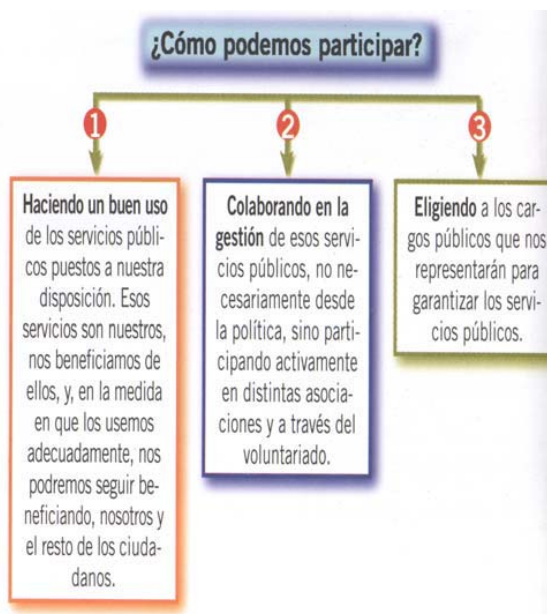 ¿Cómo podemos participar?
1
2
3
Haciendo un buen uso
de los servicios públi-
cos puestos a nuestra
disposición. Esos
servicios son nuestros,
nos beneficiamos de
ellos, y, en la medida
en que los usemos
adecuadamente, nos
podremos seguir be-
neficiando, nosotros y
el resto de los ciuda-
danos.
Colaborando en la
gestión de esos servi-
cios públicos, no ne-
cesariamente desde
la política, sino parti-
cipando activamente
en distintas asocia-
ciones y a través del
voluntariado.
Eligiendo a los car-
gos públicos que nos
representarán para
garantizar los servi-
cios públicos.